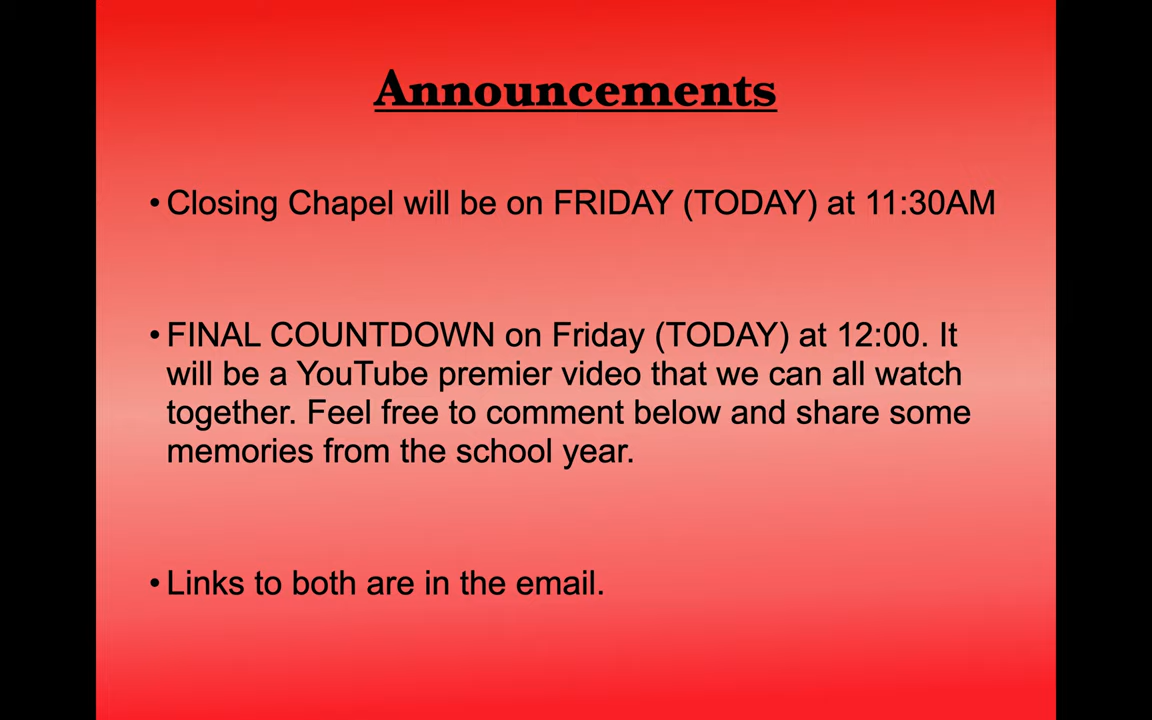 Announcements
• Closing Chapel will be on FRIDAY (TODAY) at 11:30AM
• FINAL COUNTDOWN on Friday (TODAY) at 12:00. It
will be a YouTube premier video that we can all watch
together. Feel free to comment below and share some
memories from the school year.
• Links to both are in the email.